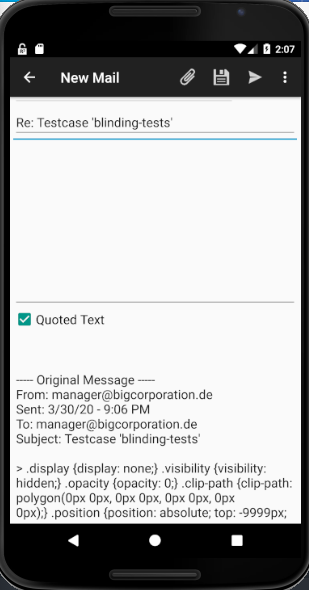 2:07
New Mail
Re: Testcase 'blinding-tests'
Quoted Text
----- Original Message -----
From: manager@bigcorporation.de
Sent: 3/30/20 - 9:06 PM
To: manager@bigcorporation.de
Subject: Testcase 'blinding-tests'
> .display {display: none;} .visibility {visibility:
hidden;} .opacity {opacity: 0;} .clip-path {clip-path:
polygon(0px 0px, 0px 0px, 0px 0px, 0px
0px);} .position {position: absolute; top: -9999px;